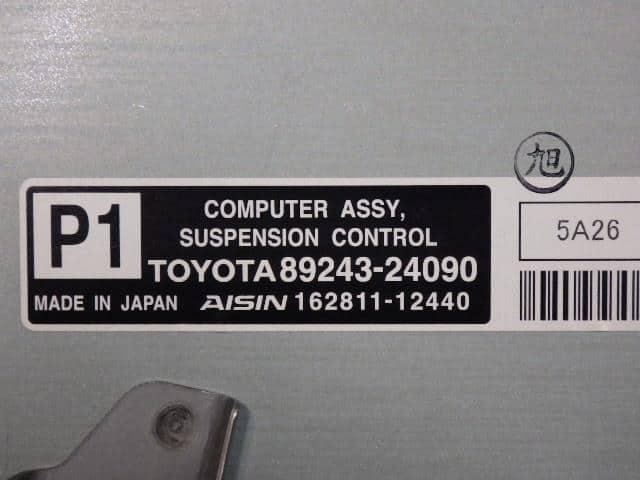 旭
P1
COMPUTER ASSY,
SUSPENSION CONTROL
TOYOTA 89243-24090
MADE IN JAPAN AISIN 162811-12440
5A26